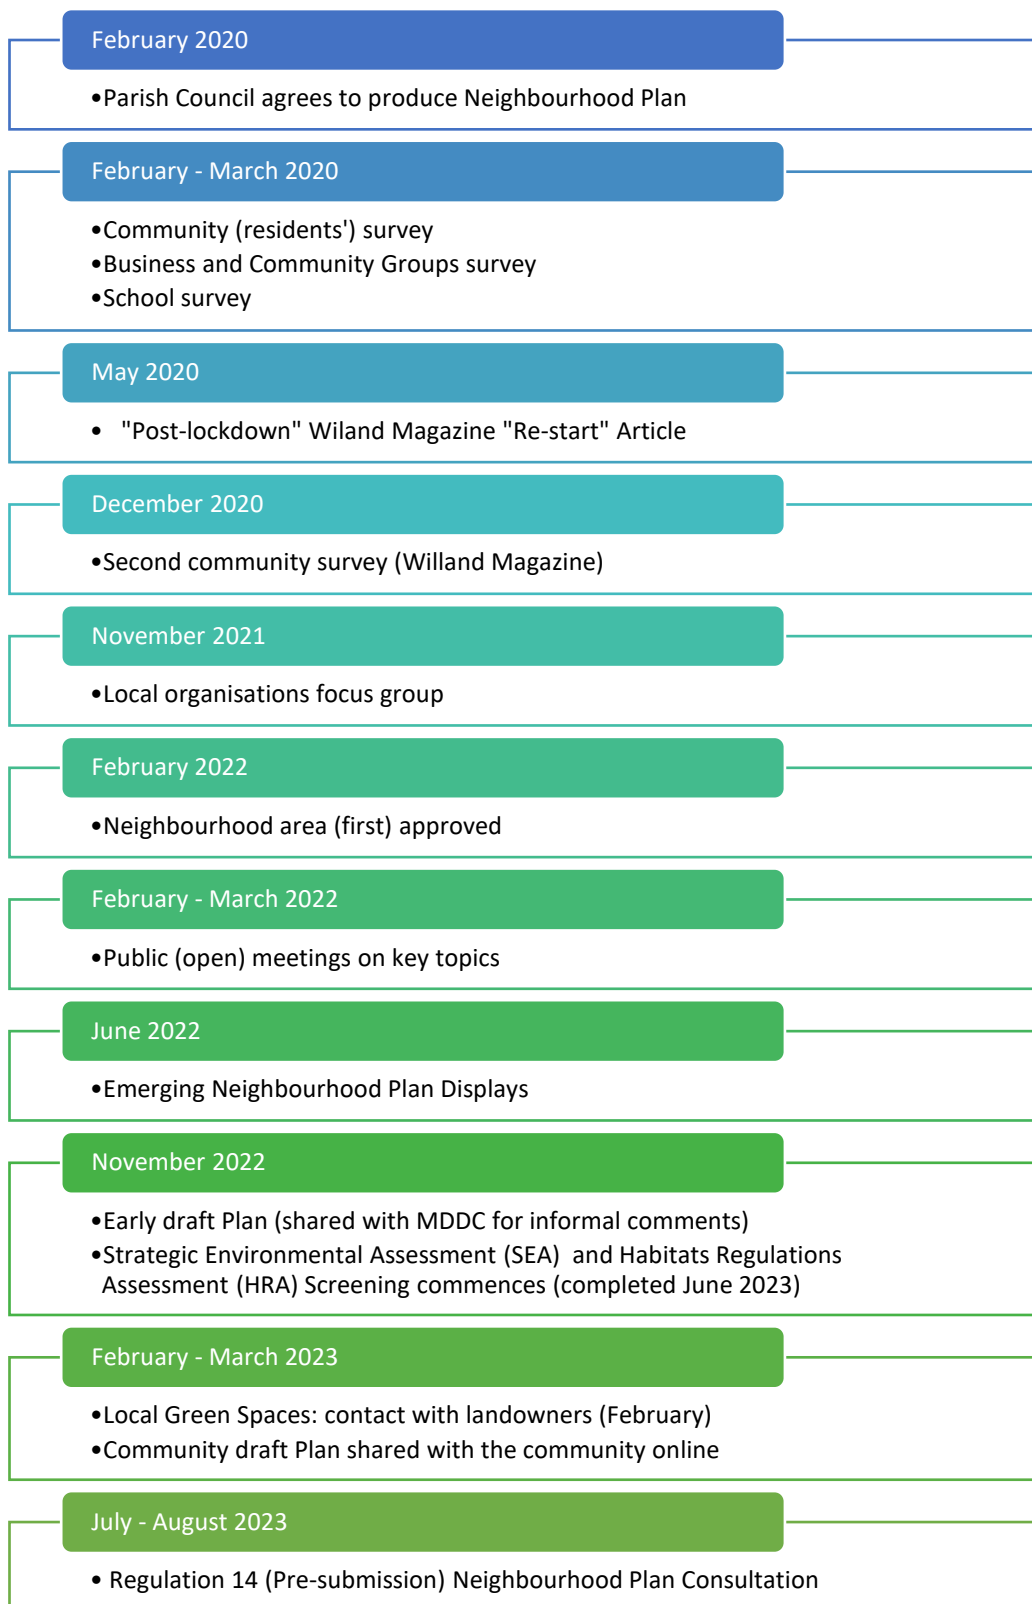 February 2020
•Parish Council agrees to produce Neighbourhood Plan
February - March 2020
•Community (residents') survey
•Business and Community Groups survey
•School survey
May 2020
• "Post-lockdown" Wiland Magazine "Re-start" Article
December 2020
•Second community survey (Willand Magazine)
November 2021
•Local organisations focus group
February 2022
•Neighbourhood area (first) approved
February - March 2022
•Public (open) meetings on key topics
June 2022
•Emerging Neighbourhood Plan Displays
November 2022
•Early draft Plan (shared with MDDC for informal comments)
•Strategic Environmental Assessment (SEA) and Habitats Regulations
Assessment (HRA) Screening commences (completed June 2023)
February - March 2023
•Local Green Spaces: contact with landowners (February)
•Community draft Plan shared with the community online
July - August 2023
• Regulation 14 (Pre-submission) Neighbourhood Plan Consultation